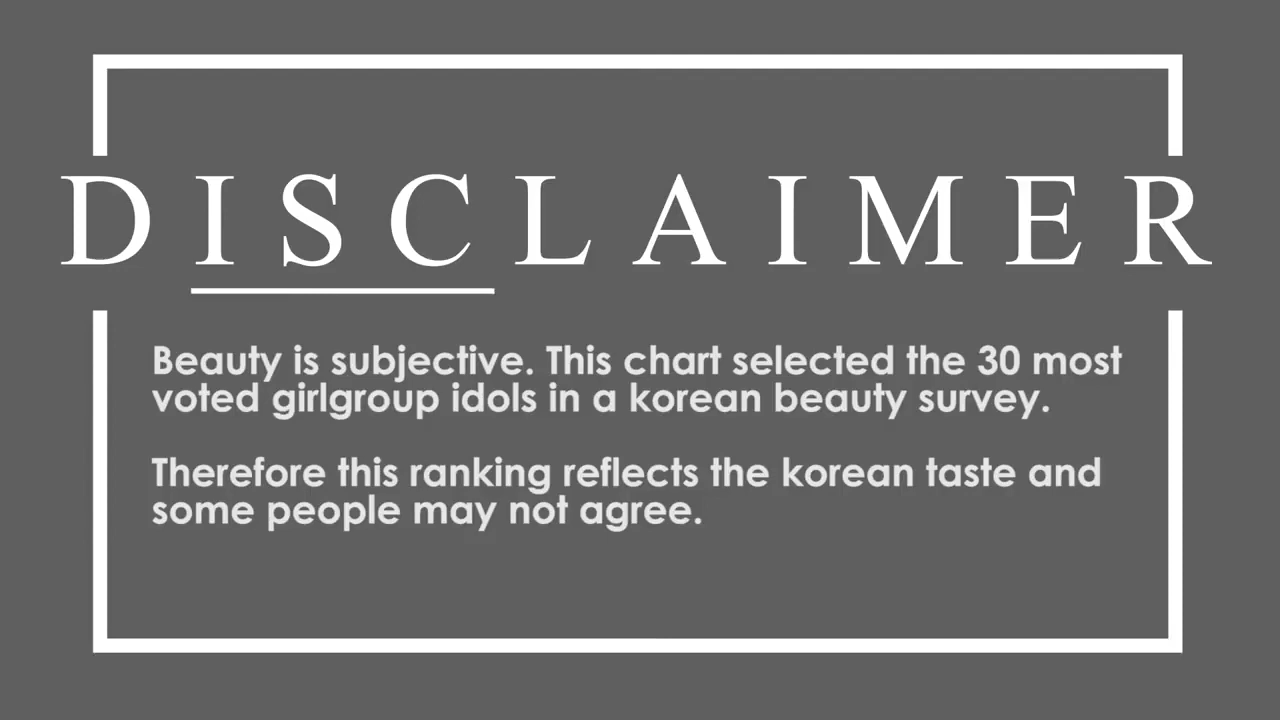 DISCLAIMER
Beauty is subjective. This chart selected the 30 most
voted girlgroup idols in a korean beauty survey.
Therefore this ranking reflects the korean taste and
some people may not agree.